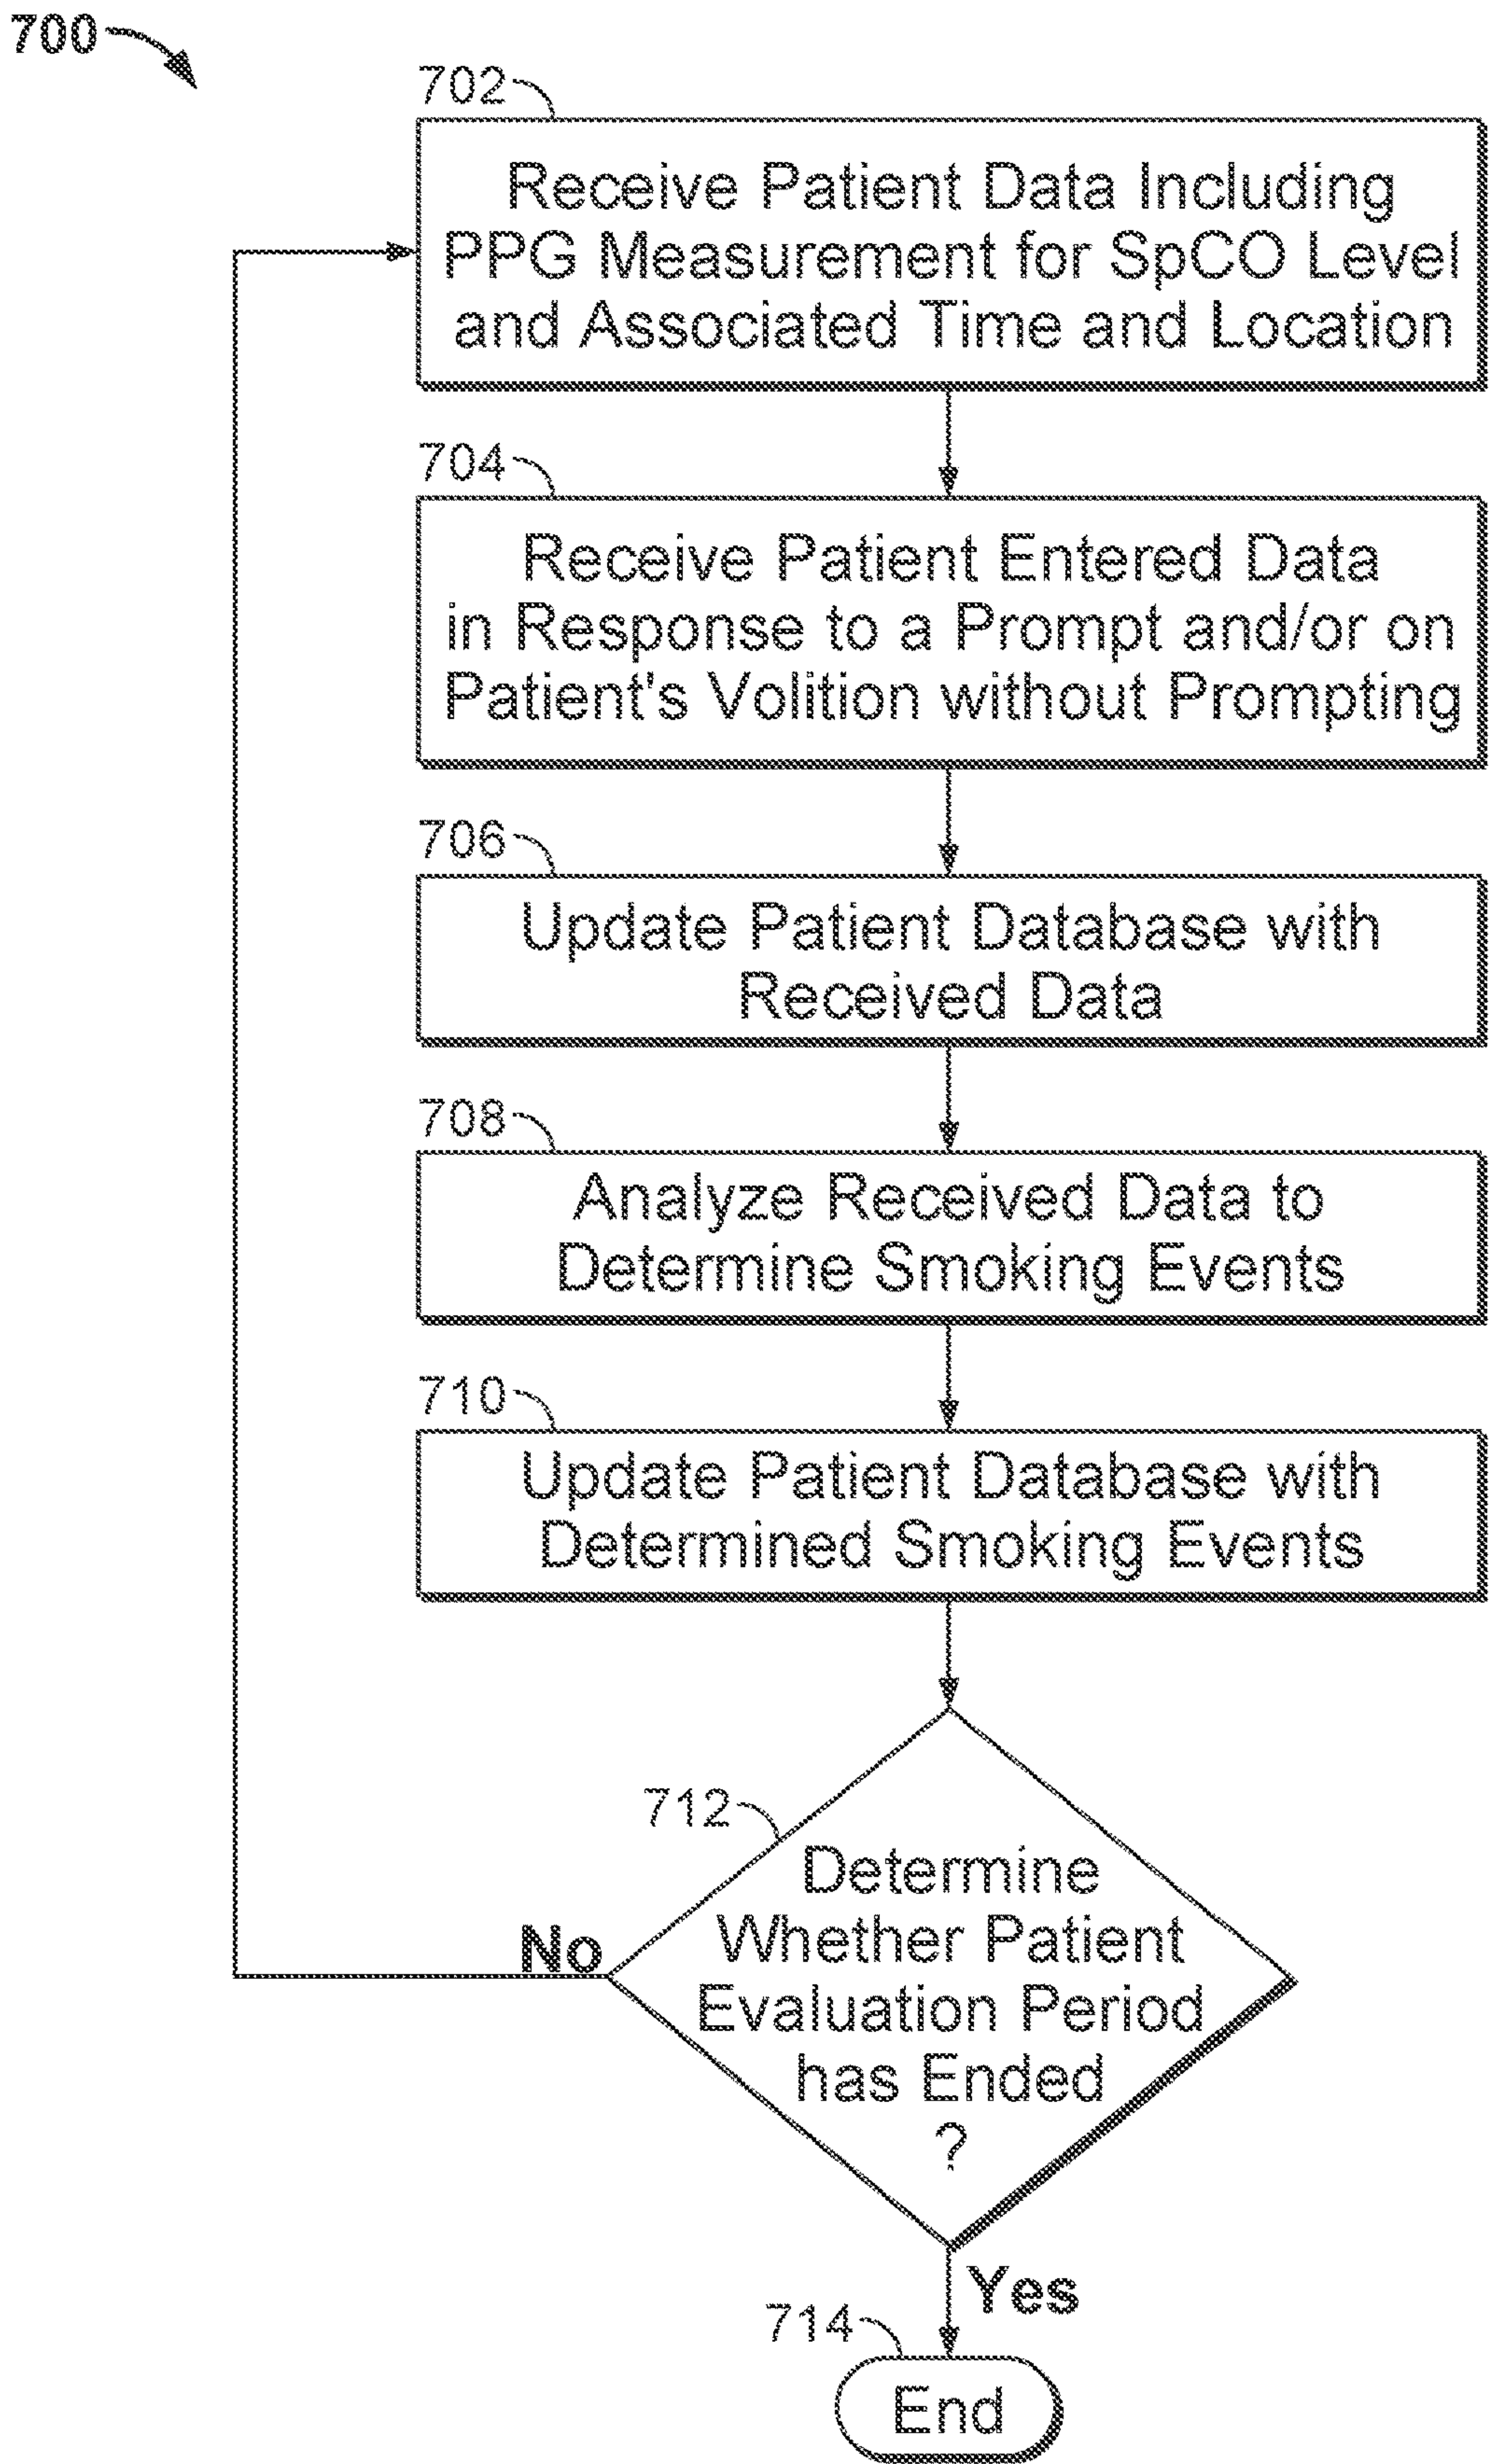 700
702
Receive Patient Data Including
PPG Measurement for SpCO Level
and Associated Time and Location
704
Receive Patient Entered Data
in Response to a Prompt and/or on
Patient's Volition without Prompting
706
Update Patient Database with
Received Data
708
Analyze Received Data to
Determine Smoking Events
710
Update Patient Database with
Determined Smoking Events
712
Determine
Whether Patient
Evaluation Period
has Ended
?
No
Yes
714
End